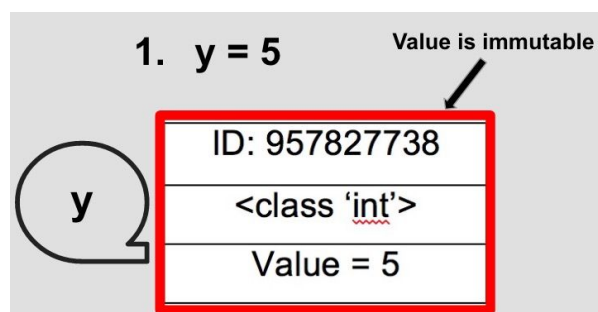 1. y = 5
Value is immutable
ID: 957827738
y
<class ‘int’>
Value = 5